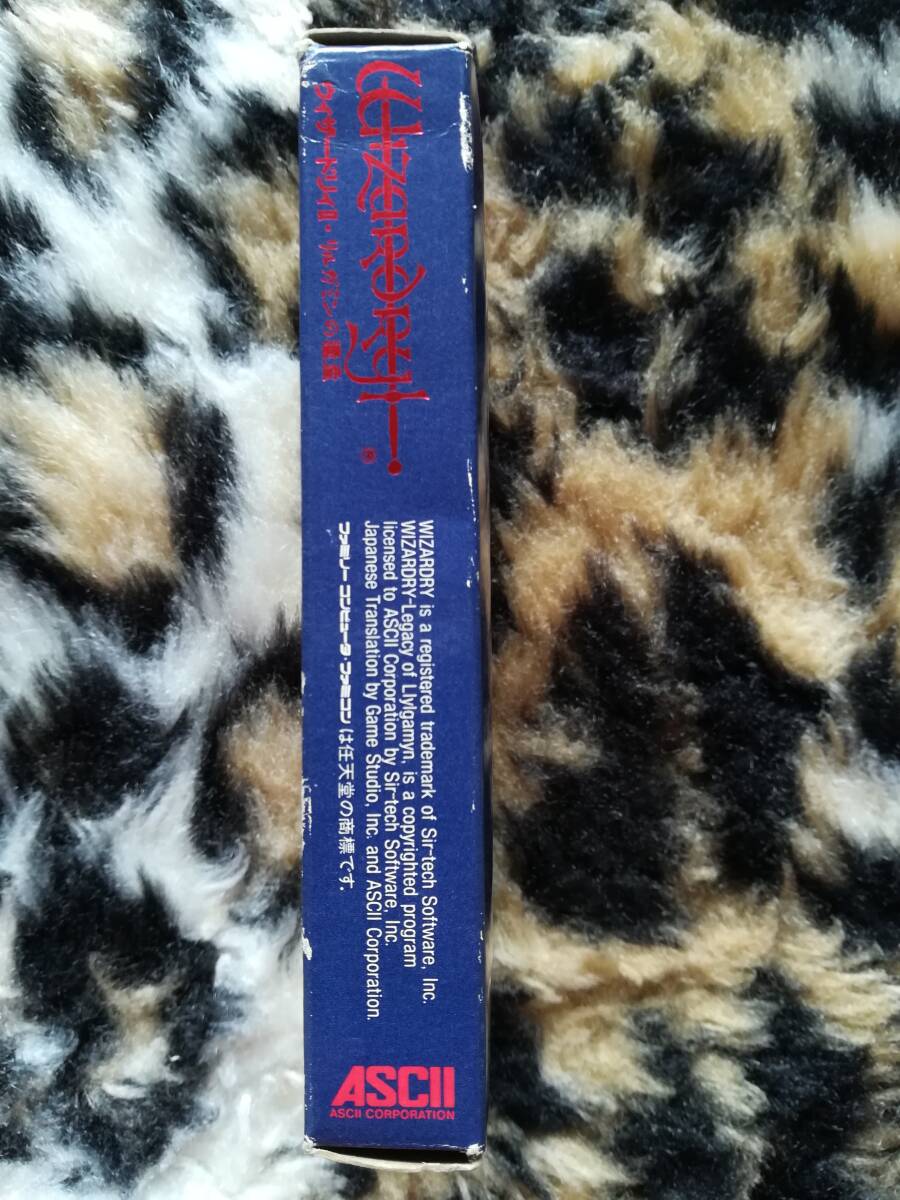 WIZARDRY
®
ウィザードリィII・リルガミンの遺産
WIZARDRY is a registered trademark of Sir-tech Software, Inc.
WIZARDRY-Legacy of Llylgamyn, is a copyrighted program
licensed to ASCII Corporation by Sir-tech Software, Inc.
Japanese Translation by Game Studio, Inc. and ASCII Corporation.
ファミリーコンピュータ・ファミコンは任天堂の商標です.
ASCII
ASCII CORPORATION